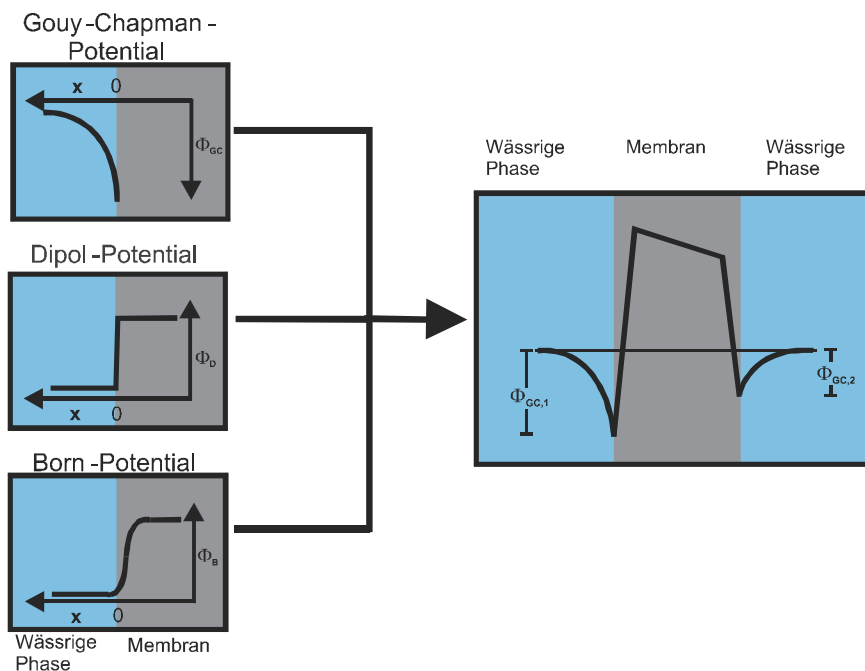 Gouy-Chapman-
Potential
x 0
ΦGC
Dipol-Potential
ΦD
x 0
Born-Potential
ΦB
x 0
Wässrige
Phase
Membran
Wässrige
Phase
Membran
Wässrige
Phase
ΦGC,1
ΦGC,2